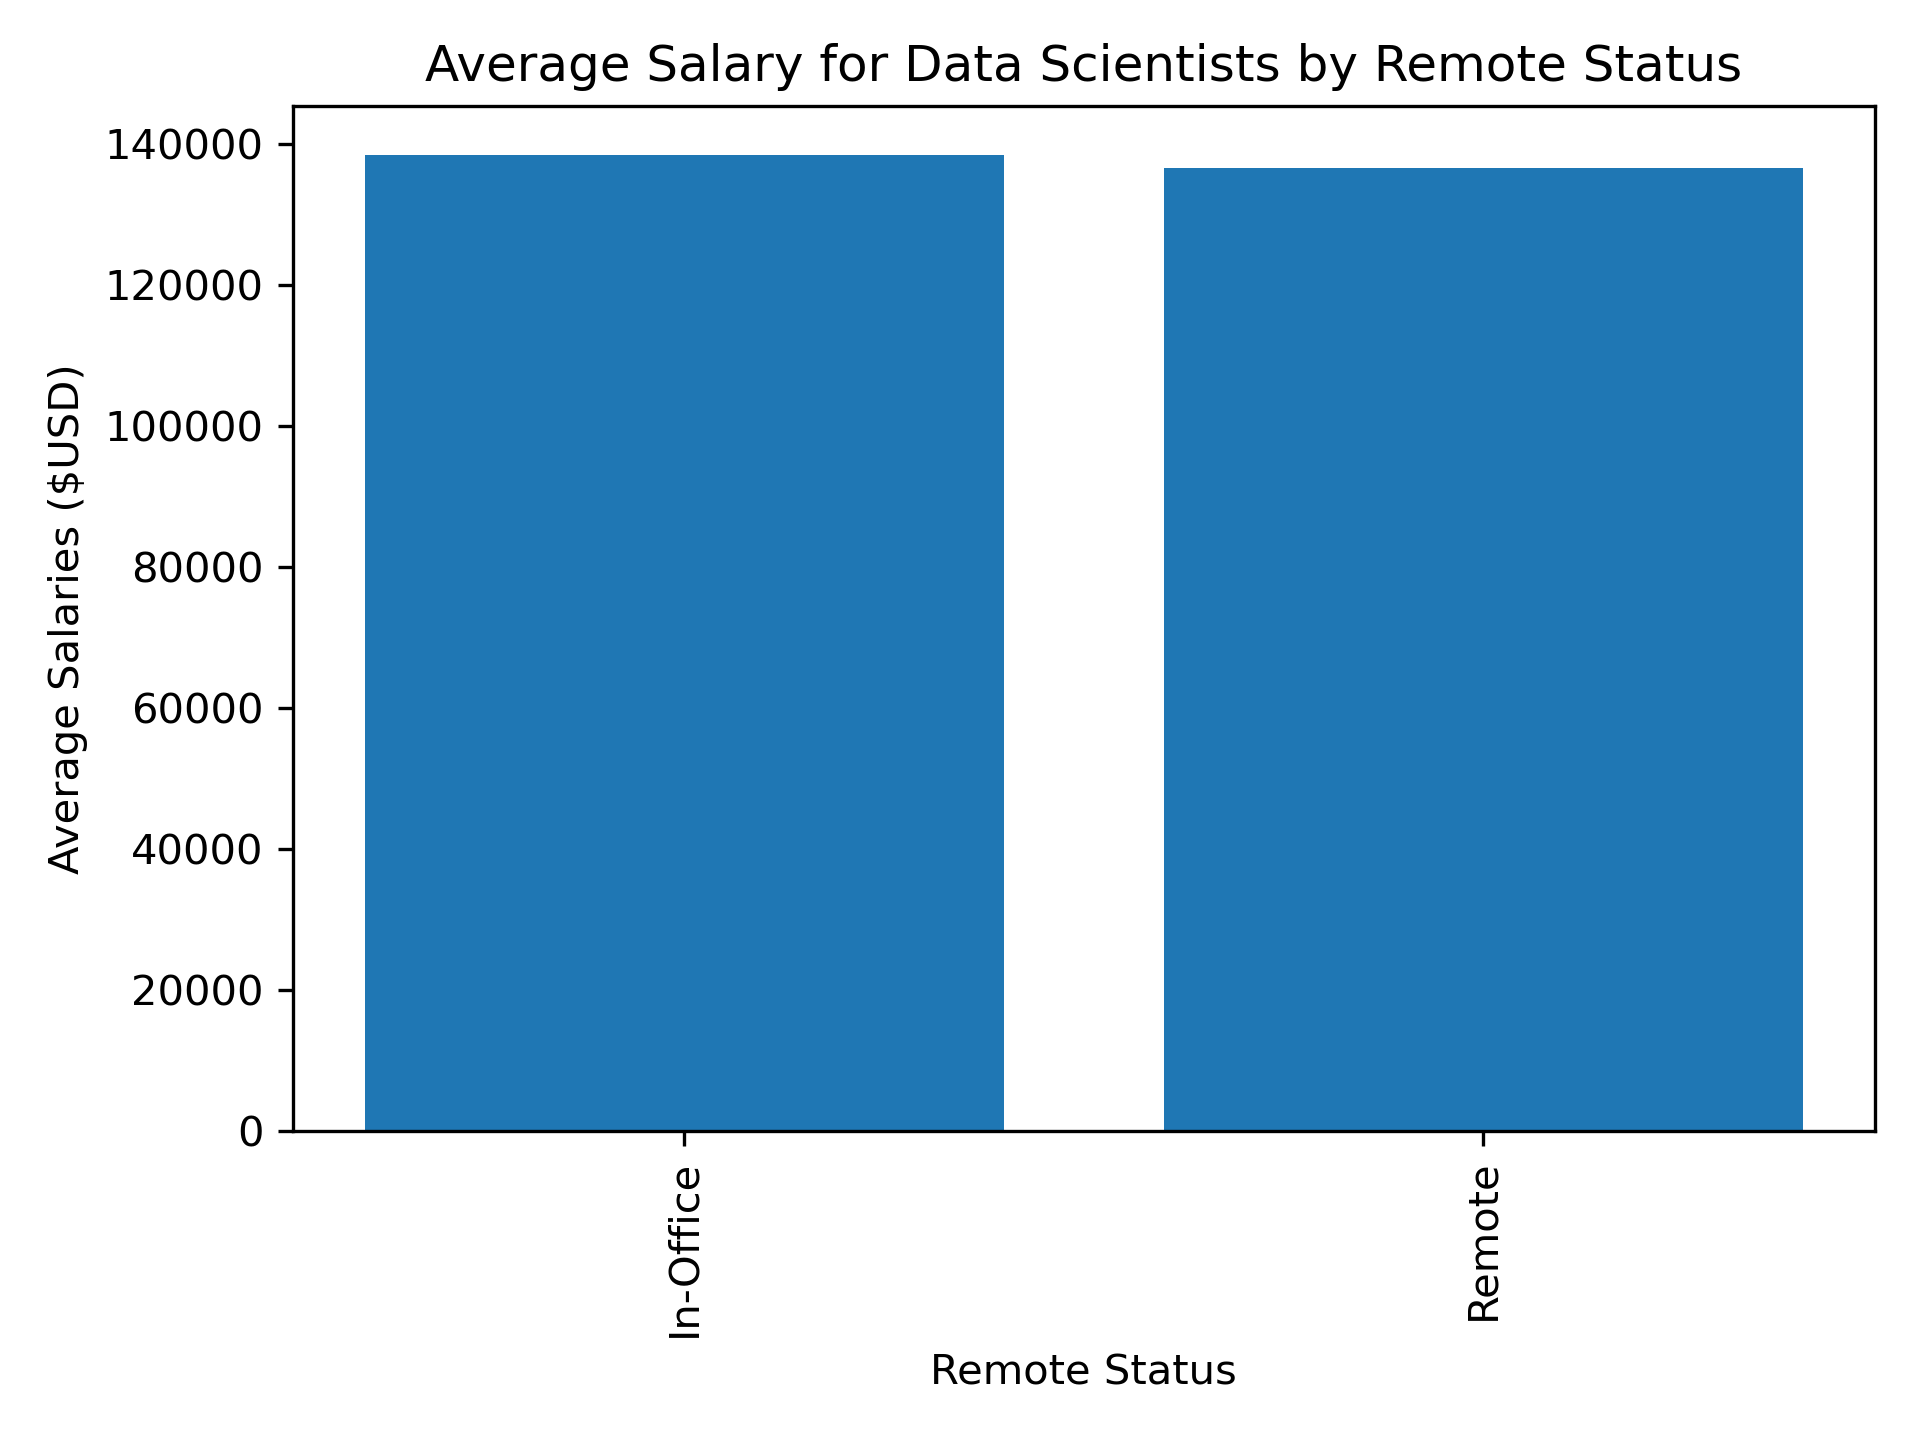 Average Salary for Data Scientists by Remote Status
140000
120000
100000
80000
60000
40000
20000
0
Average Salaries ($USD)
In-Office
Remote
Remote Status